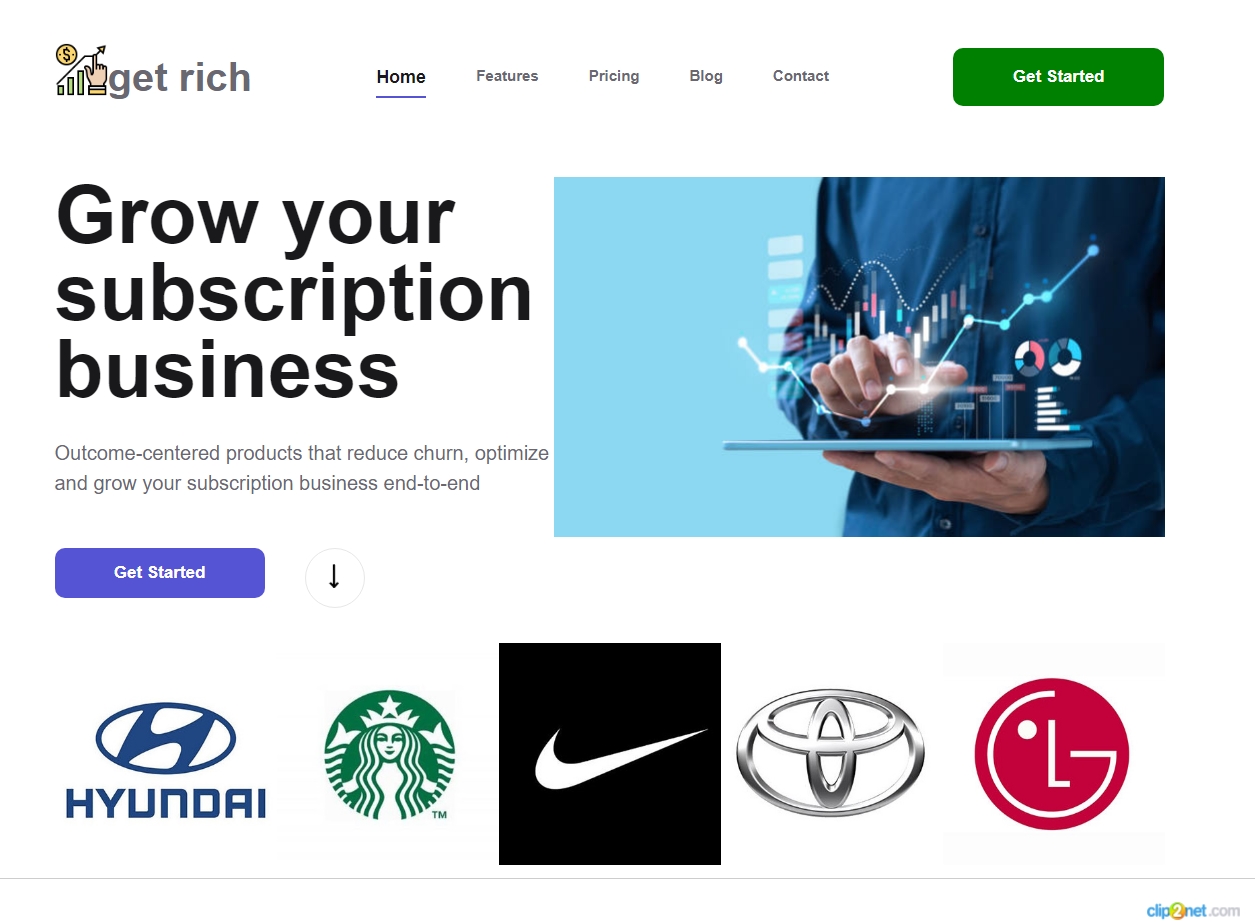 get rich
Home
Features
Pricing
Blog
Contact
Get Started
Grow your
subscription
business
Outcome-centered products that reduce churn, optimize
and grow your subscription business end-to-end
Get Started
HYUNDAI
TM
LG
clip2net.com